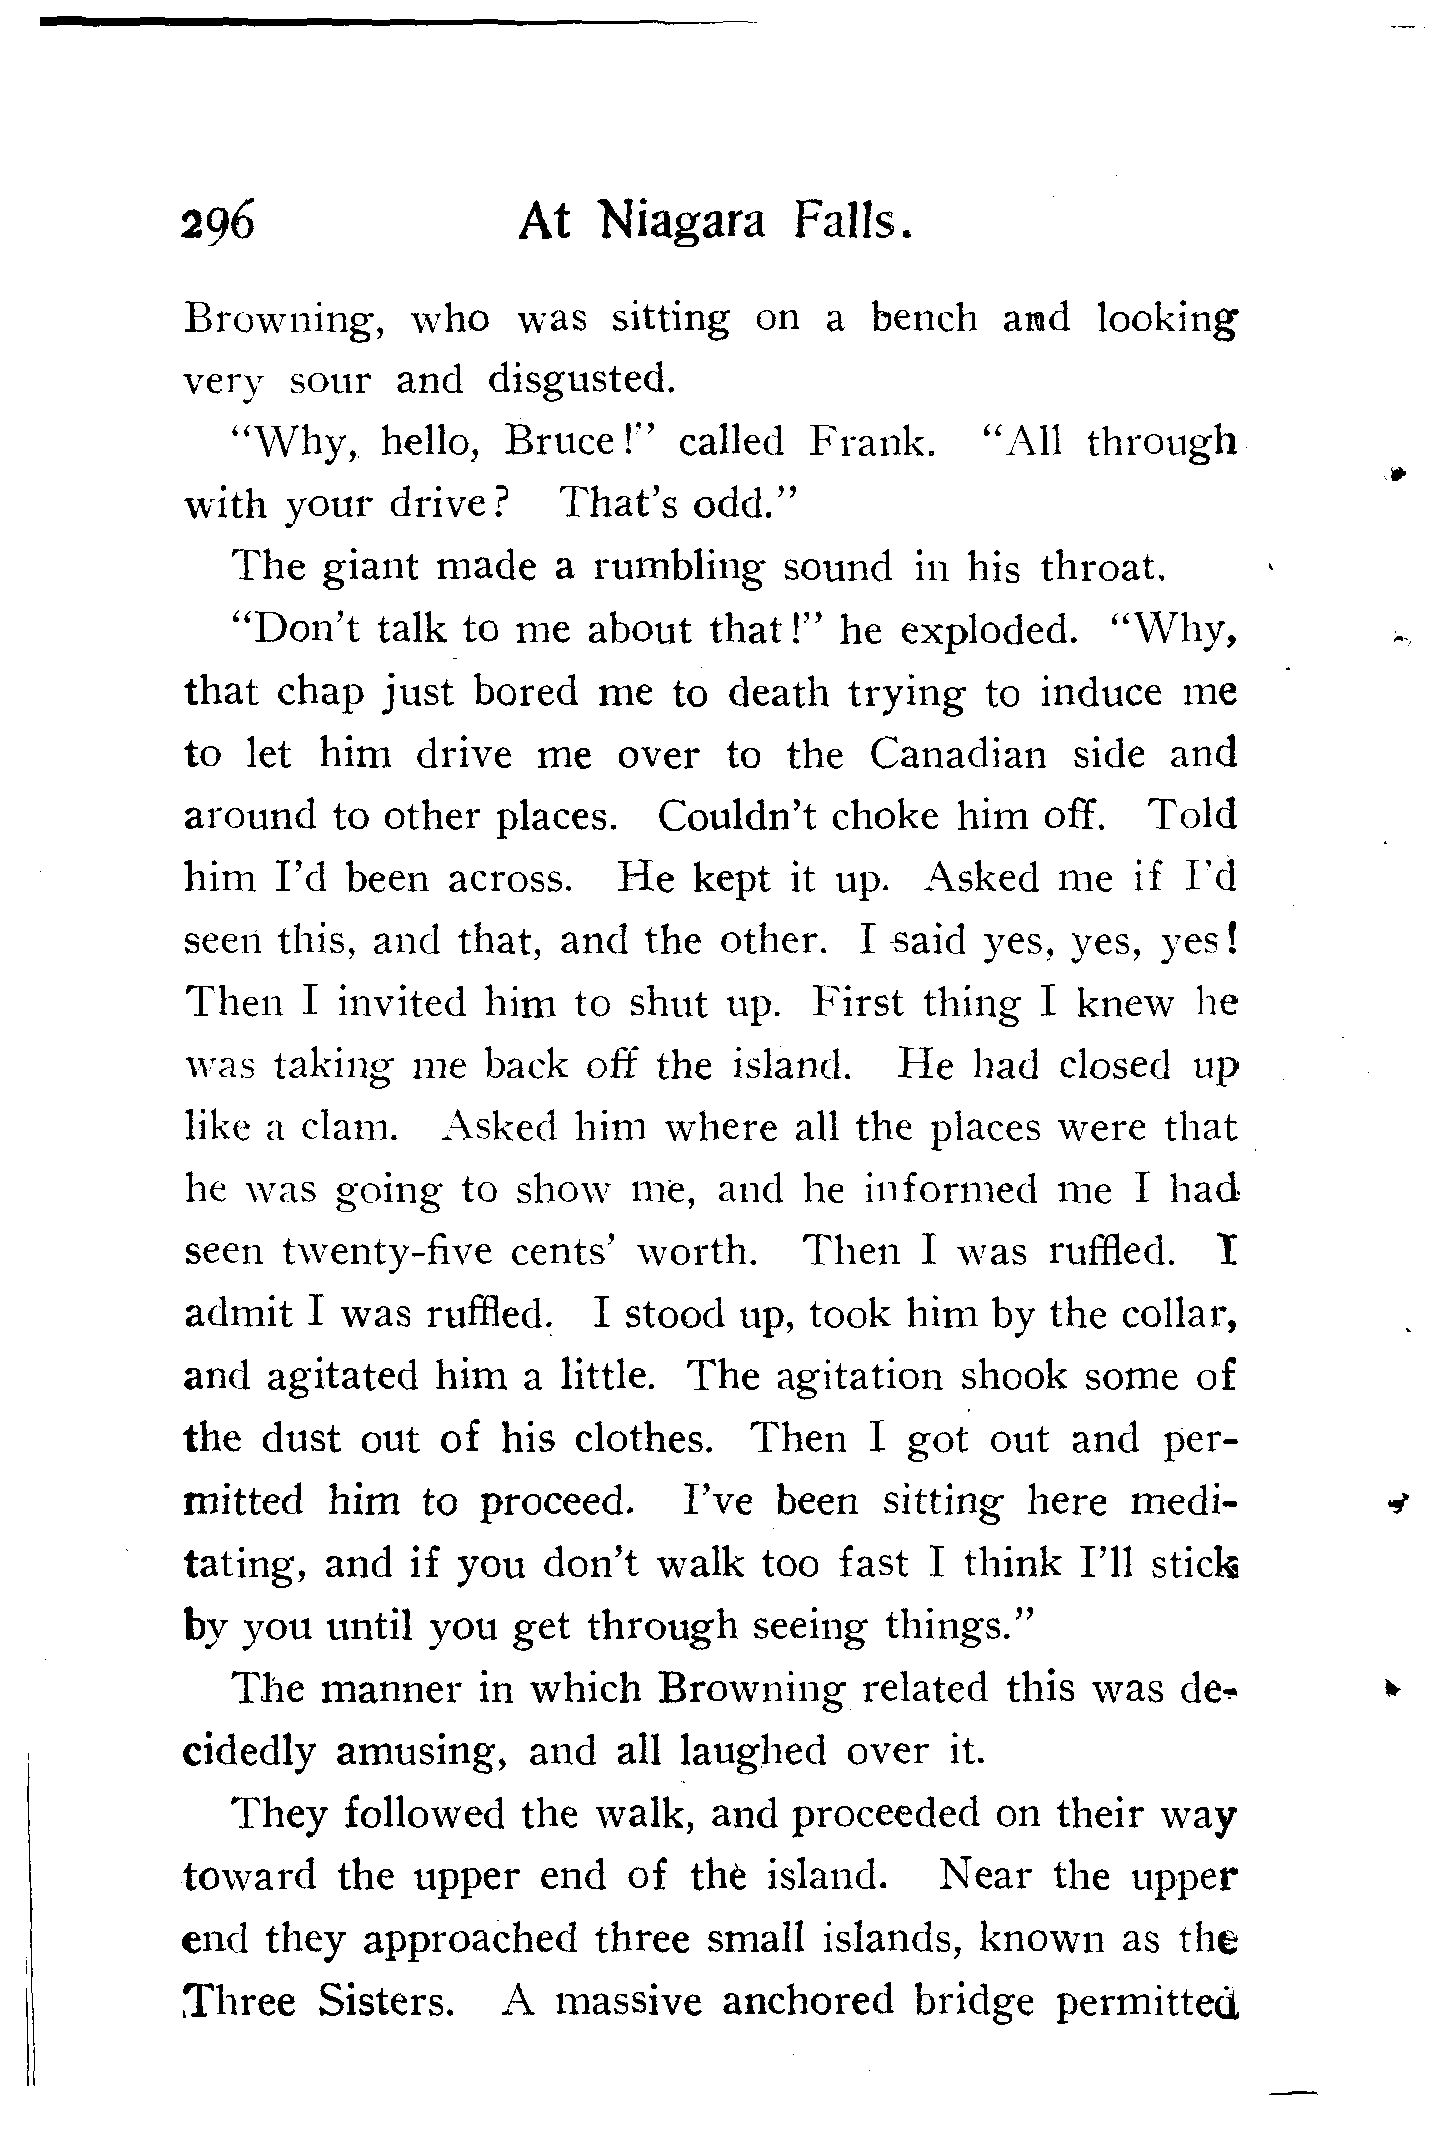 296 At Niagara Falls.
Browning, who was sitting on a bench and looking
very sour and disgusted.
"Why, hello, Bruce!" called Frank. "All through
with your drive? That's odd."
The giant made a rumbling sound in his throat.
"Don't talk to me about that!" he exploded. "Why,
that chap just bored me to death trying to induce me
to let him drive me over to the Canadian side and
around to other places. Couldn't choke him off. Told
him I'd been across. He kept it up. Asked me if I'd
seen this, and that, and the other. I said yes, yes, yes!
Then I invited him to shut up. First thing I knew he
was taking me back off the island. He had closed up
like a clam. Asked him where all the places were that
he was going to show me, and he informed me I had
seen twenty-five cents' worth. Then I was ruffled. I
admit I was ruffled. I stood up, took him by the collar,
and agitated him a little. The agitation shook some of
the dust out of his clothes. Then I got out and per-
mitted him to proceed. I've been sitting here medi-
tating, and if you don't walk too fast I think I'll stick
by you until you get through seeing things."
The manner in which Browning related this was de-
cidedly amusing, and all laughed over it.
They followed the walk, and proceeded on their way
toward the upper end of the island. Near the upper
end they approached three small islands, known as the
Three Sisters. A massive anchored bridge permitted